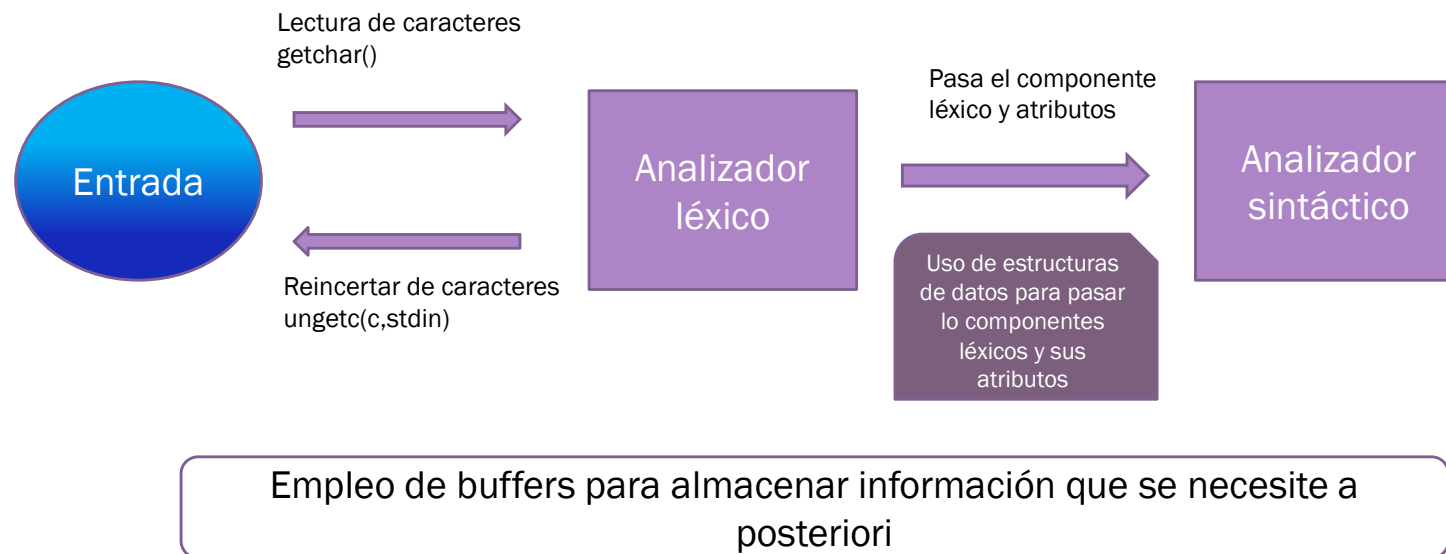 Lectura de caracteres
getchar()
Entrada
Reincertar de caracteres
ungetc(c,stdin)
Analizador
léxico
Pasa el componente
léxico y atributos
Uso de estructuras
de datos para pasar
lo componentes
léxicos y sus
atributos
Analizador
sintáctico
Empleo de buffers para almacenar información que se necesite a
posteriori